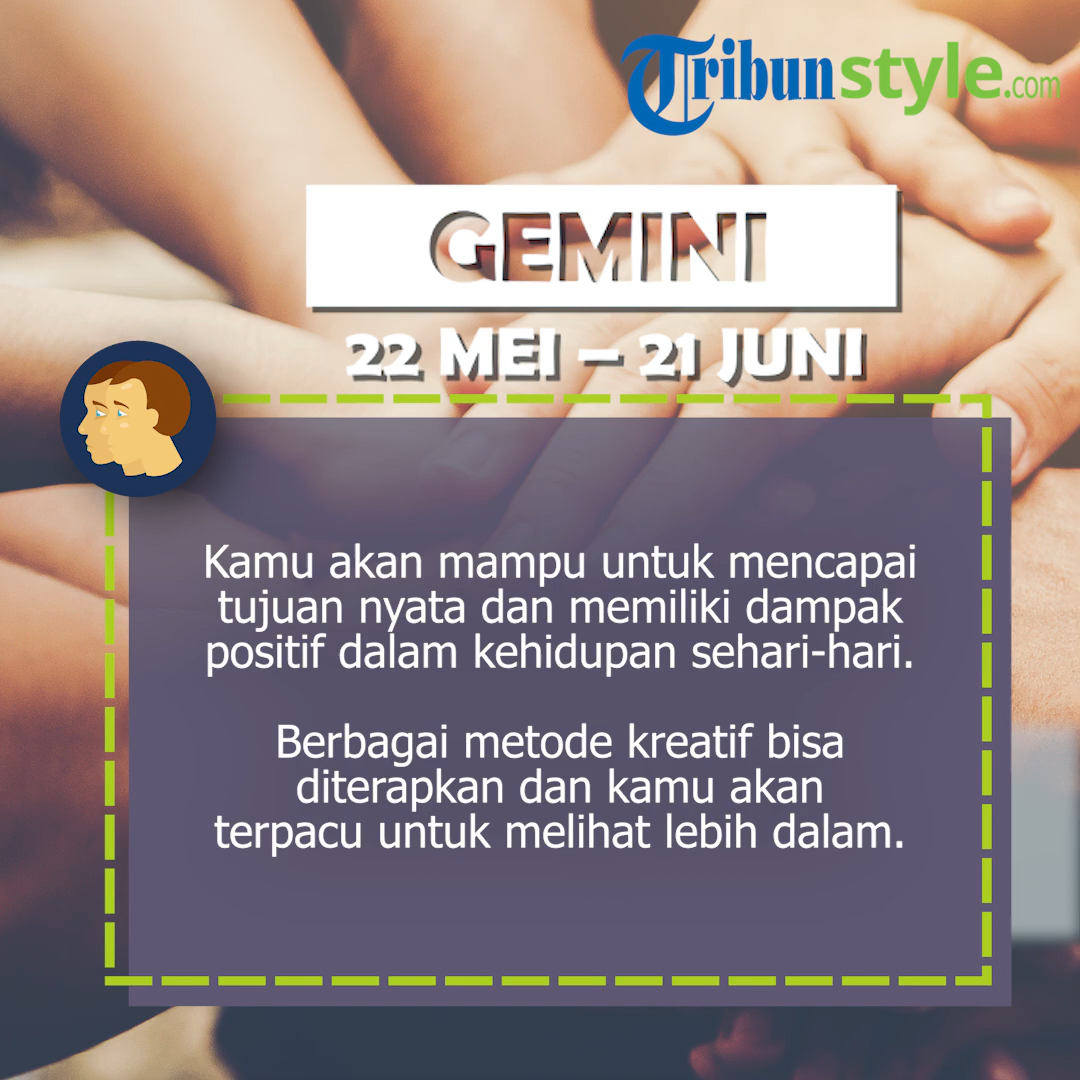 Tribunstyle.com
GEMINI
22 MEI – 21 JUNI
Kamu akan mampu untuk mencapai
tujuan nyata dan memiliki dampak
positif dalam kehidupan sehari-hari.
Berbagai metode kreatif bisa
diterapkan dan kamu akan
terpacu untuk melihat lebih dalam.